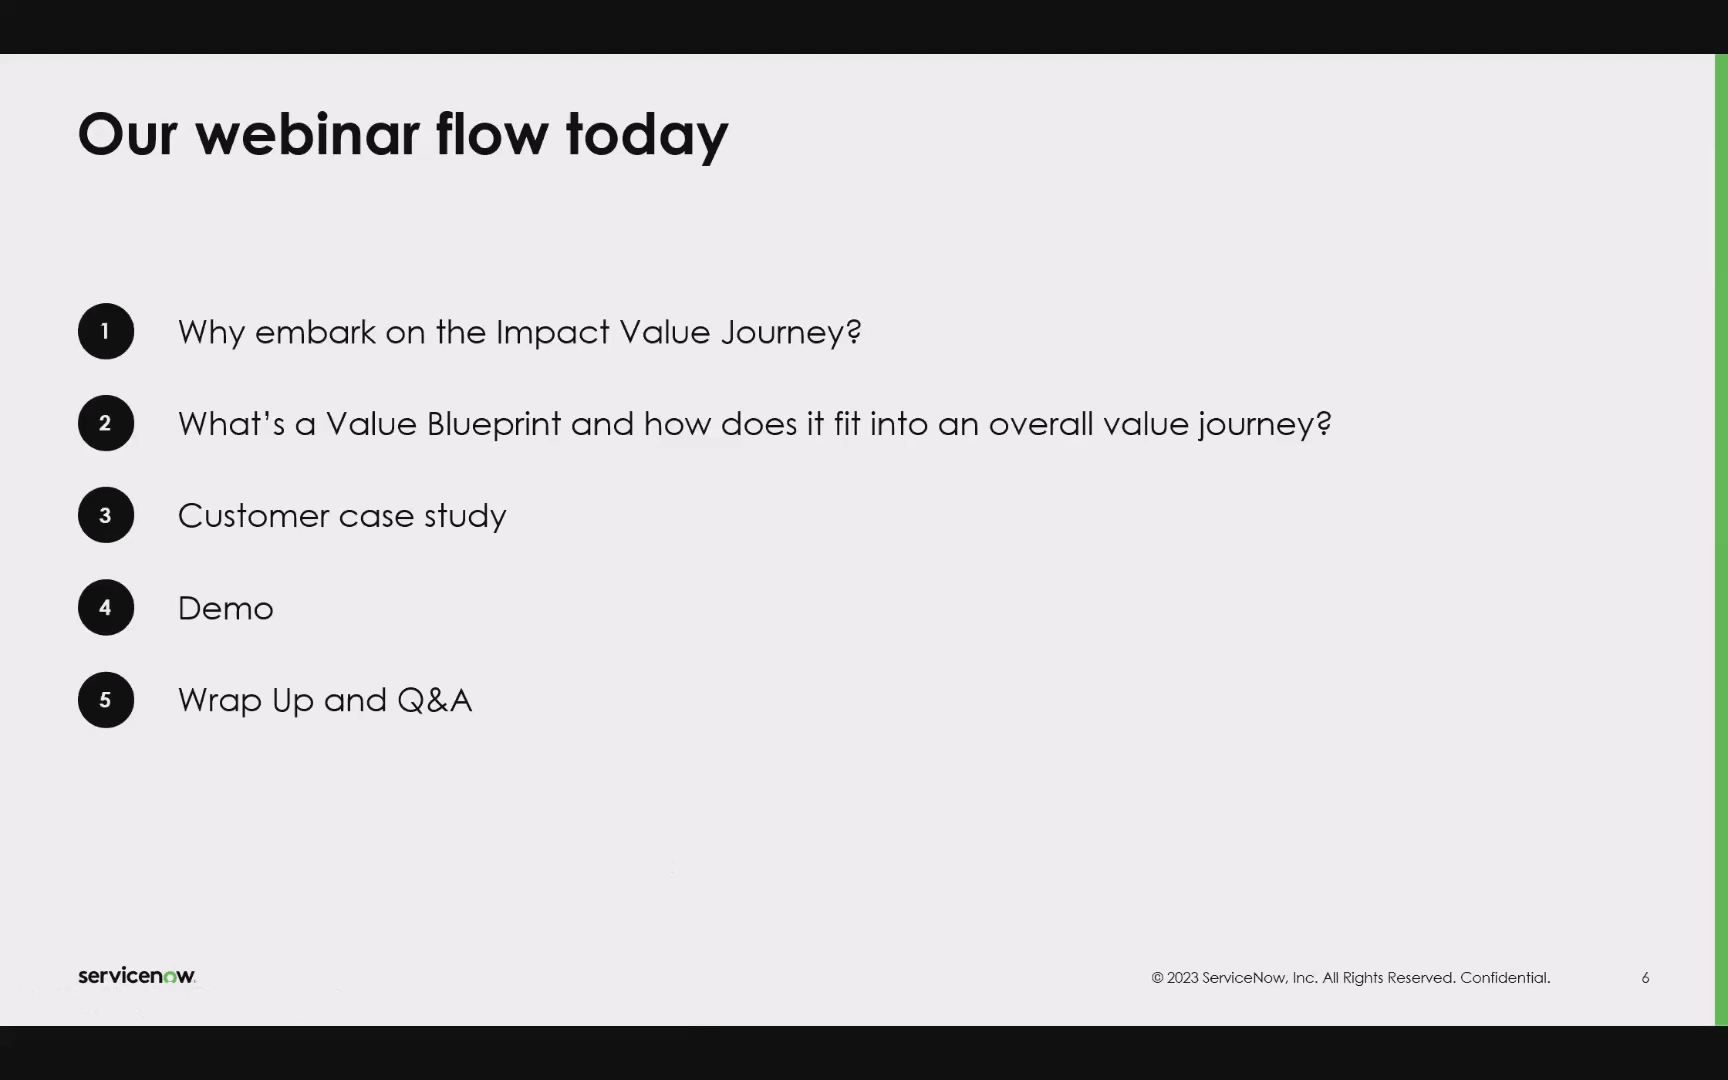 Our webinar flow today
1 Why embark on the Impact Value Journey?
2 What's a Value Blueprint and how does it fit into an overall value journey?
3 Customer case study
4 Demo
5 Wrap Up and Q&A
servicenow
© 2023 ServiceNow, Inc. All Rights Reserved. Confidential. 6